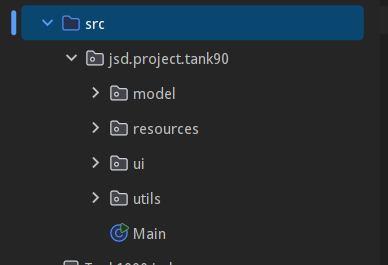 src
jsd.project.tank90
model
resources
ui
utils
Main